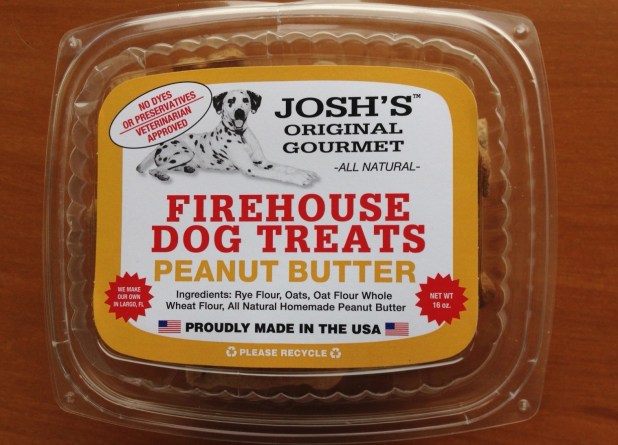 NO DYES
OR PRESERVATIVES
VETERINARIAN
APPROVED
JOSH'S™
ORIGINAL
GOURMET
-ALL NATURAL-
FIREHOUSE
DOG TREATS
PEANUT BUTTER
WE MAKE
OUR OWN
IN LARGO, FL
Ingredients: Rye Flour, Oats, Oat Flour Whole
Wheat Flour, All Natural Homemade Peanut Butter
NET WT
16 oz.
PROUDLY MADE IN THE USA
PLEASE RECYCLE